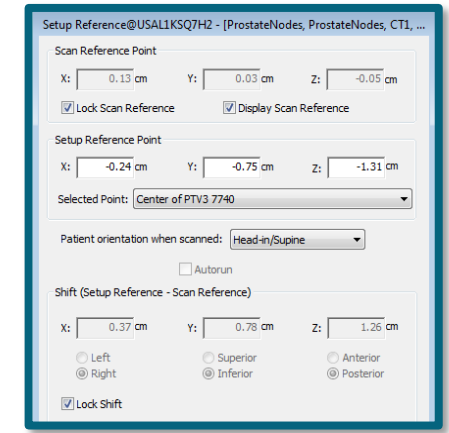 Setup Reference@USAL1KSQ7H2 - [ProstateNodes, ProstateNodes, CT1, ...
Scan Reference Point
X: 0.13 cm Y: 0.03 cm Z: -0.05 cm
Lock Scan Reference Display Scan Reference
Setup Reference Point
X: -0.24 cm Y: -0.75 cm Z: -1.31 cm
Selected Point: Center of PTV3 7740
Patient orientation when scanned: Head-in/Supine
Autorun
Shift (Setup Reference - Scan Reference)
X: 0.37 cm Y: 0.78 cm Z: 1.26 cm
Left Superior Anterior
Right Inferior Posterior
Lock Shift